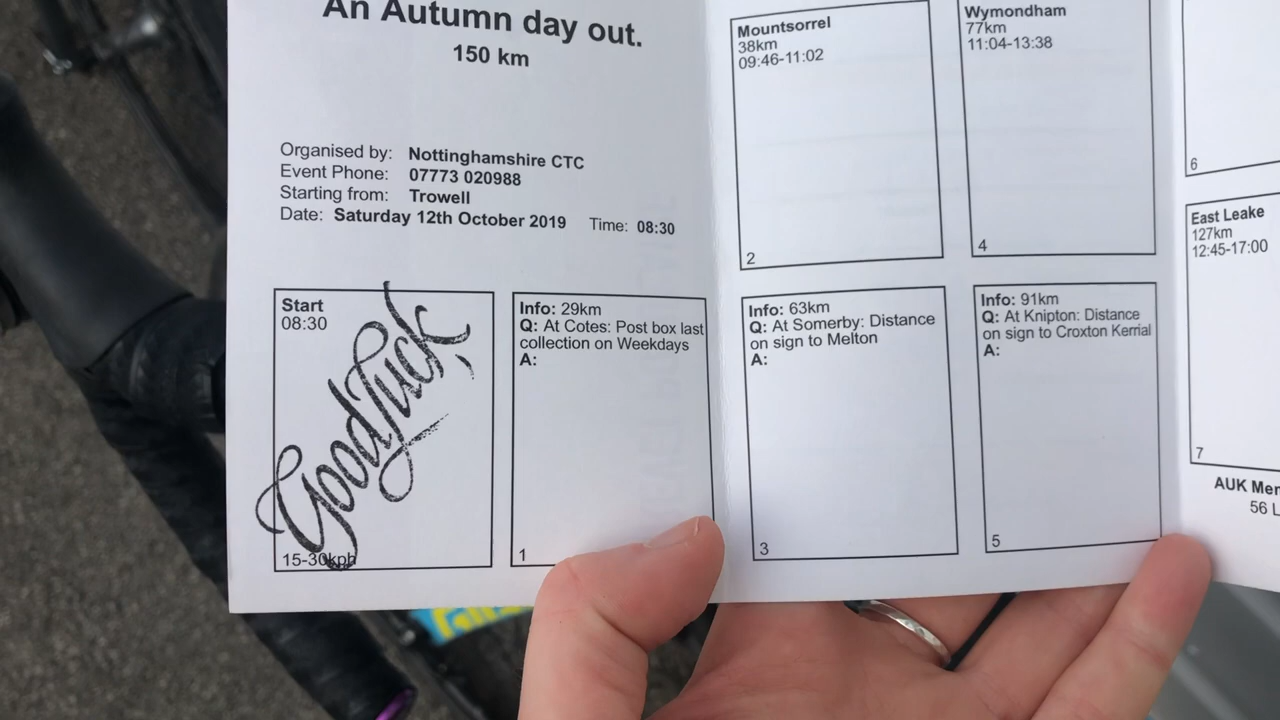 An Autumn day out.
150 km
Organised by: Nottinghamshire CTC
Event Phone: 07773 020988
Starting from: Trowell
Date: Saturday 12th October 2019 Time: 08:30
Start
08:30
Good luck
15-30kph
Info: 29km
Q: At Cotes: Post box last
collection on Weekdays
A:
1
Mountsorrel
38km
09:46-11:02
2
Info: 63km
Q: At Somerby: Distance
on sign to Melton
A:
3
Wymondham
77km
11:04-13:38
4
Info: 91km
Q: At Knipton: Distance
on sign to Croxton Kerrial
A:
5
6
East Leake
127km
12:45-17:00
7
AUK Mem
56 L